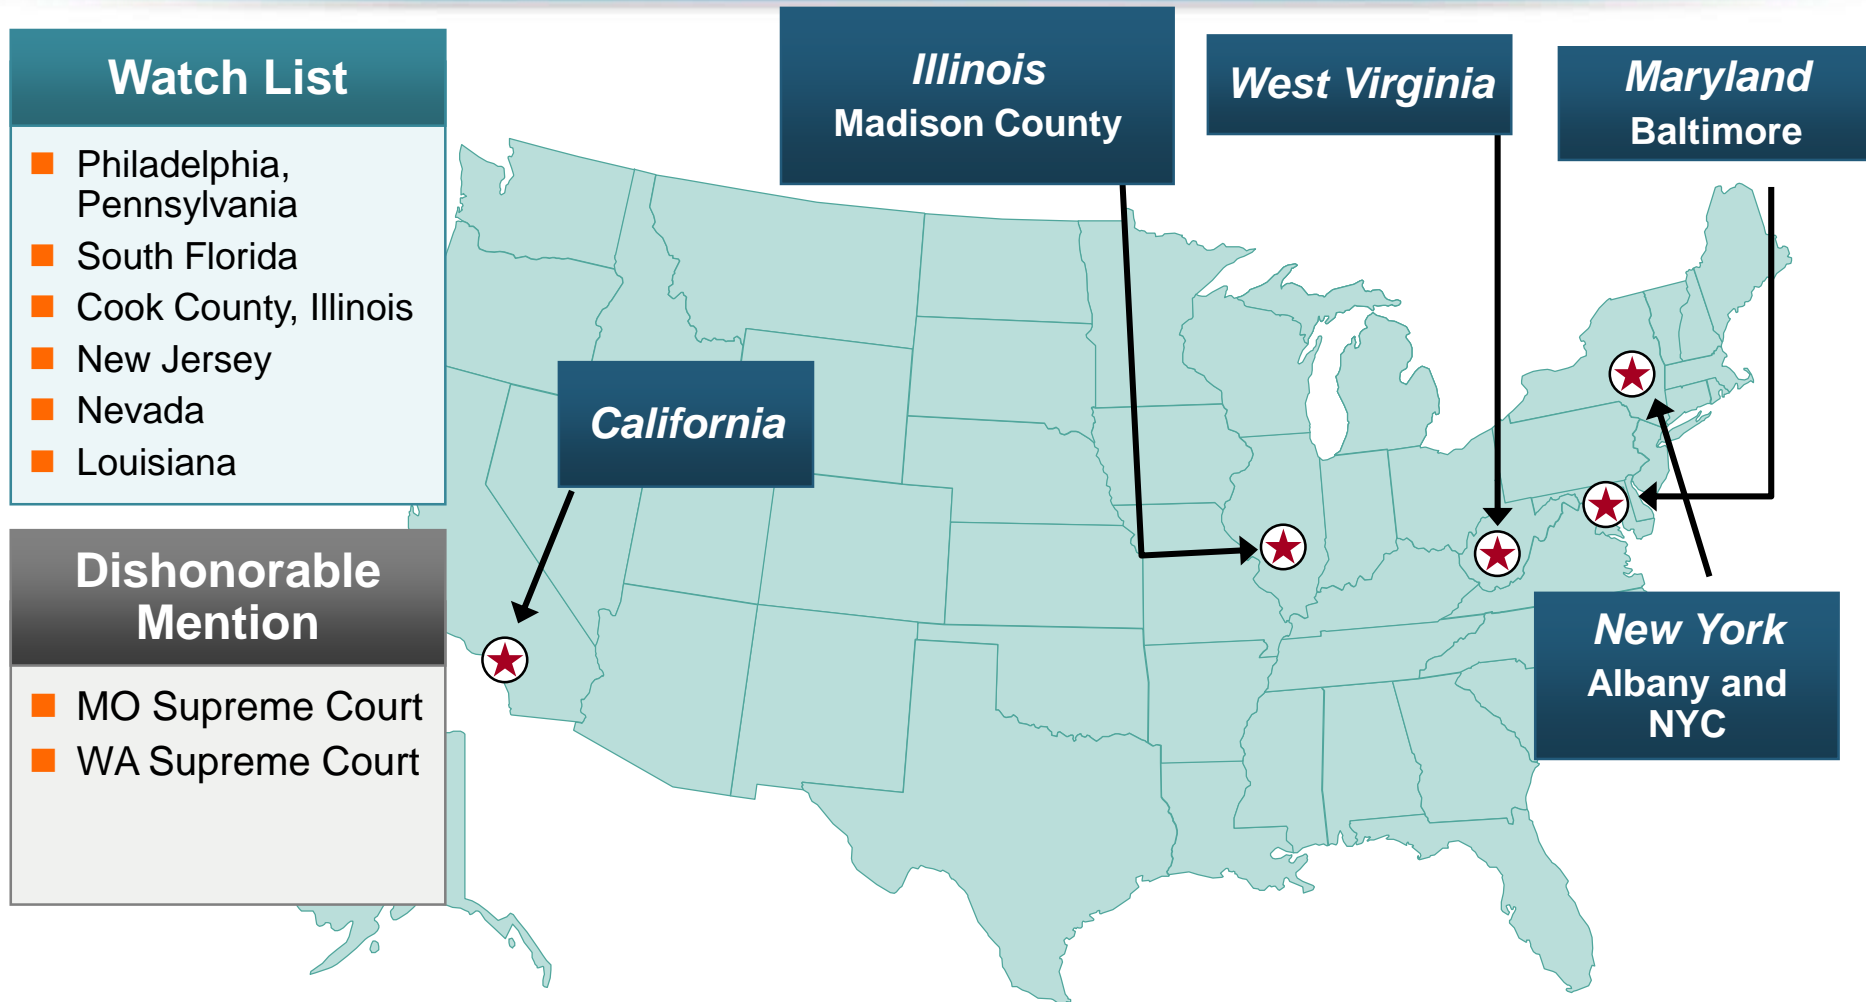 Watch List
Philadelphia,
Pennsylvania
South Florida
Cook County, Illinois
New Jersey
Nevada
Louisiana
Dishonorable
Mention
MO Supreme Court
WA Supreme Court
California
Illinois
Madison County
West Virginia
Maryland
Baltimore
New York
Albany and
NYC